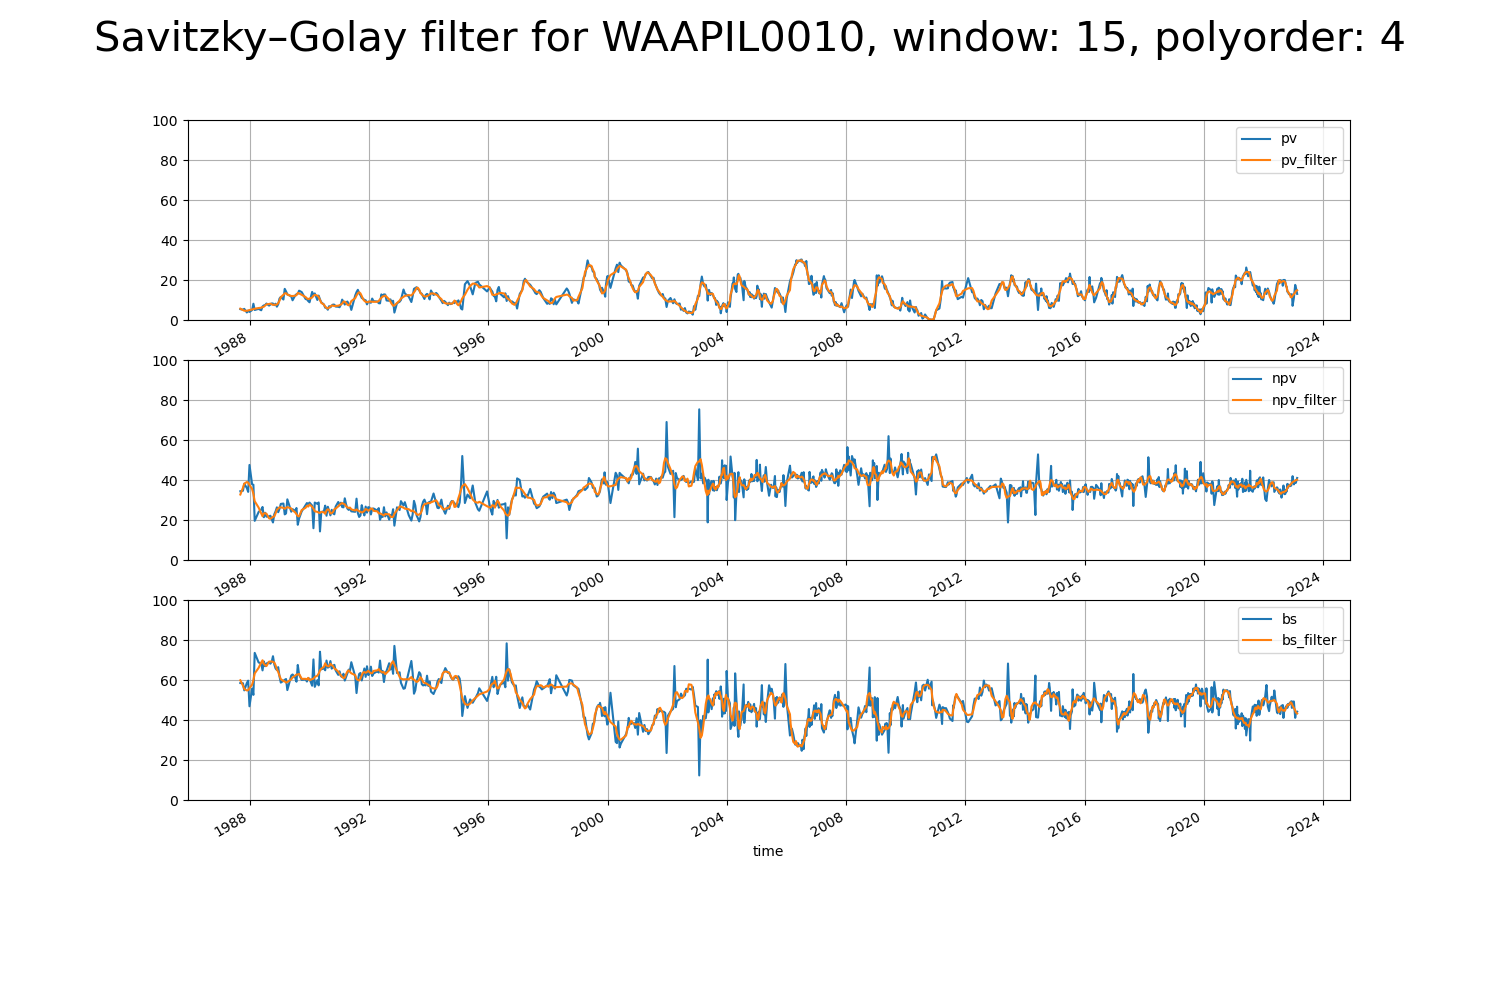 Savitzky–Golay filter for WAAPIL0010, window: 15, polyorder: 4
100
80
60
40
20
0
pv
pv_filter
1988 1992 1996 2000 2004 2008 2012 2016 2020 2024
100
80
60
40
20
0
npv
npv_filter
1988 1992 1996 2000 2004 2008 2012 2016 2020 2024
100
80
60
40
20
0
bs
bs_filter
1988 1992 1996 2000 2004 2008 2012 2016 2020 2024
time